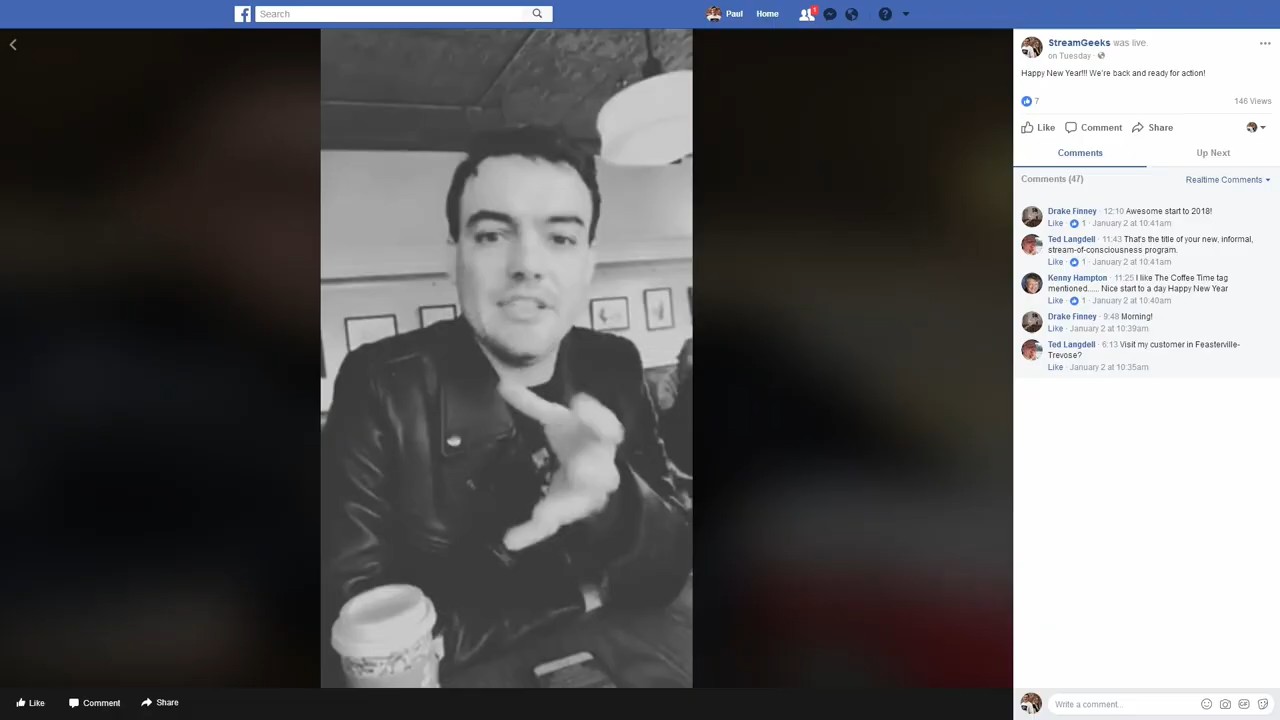 Search
Paul
Home
1
StreamGeeks was live.
on Tuesday ·
Happy New Year!!! We're back and ready for action!
7
146 Views
Like
Comment
Share
Comments
Up Next
Comments (47)
Realtime Comments
Drake Finney · 12:10 Awesome start to 2018!
Like · 1 · January 2 at 10:41am
Ted Langdell · 11:43 That's the title of your new, informal,
stream-of-consciousness program.
Like · 1 · January 2 at 10:41am
Kenny Hampton · 11:25 I like The Coffee Time tag
mentioned...... Nice start to a day Happy New Year
Like · 1 · January 2 at 10:40am
Drake Finney · 9:48 Morning!
Like · January 2 at 10:39am
Ted Langdell · 6:13 Visit my customer in Feasterville-
Trevose?
Like · January 2 at 10:35am
Like
Comment
Share
Write a comment...